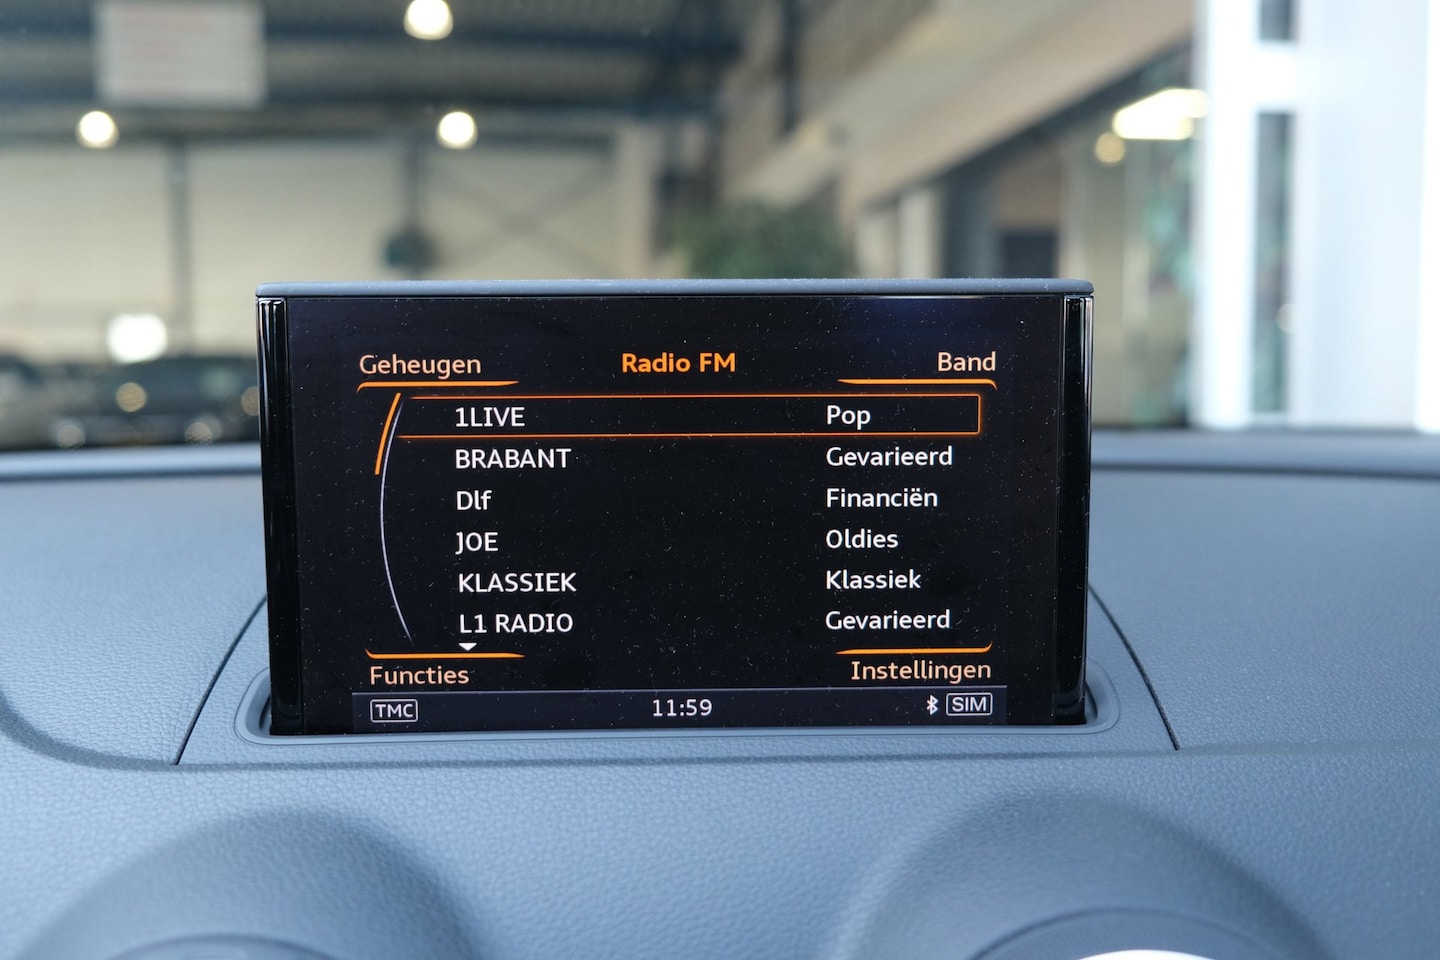 Geheugen Radio FM Band
1LIVE Pop
BRABANT Gevarieerd
Dlf Financiën
JOE Oldies
KLASSIEK Klassiek
L1 RADIO Gevarieerd
Functies Instellingen
TMC 11:59 SIM